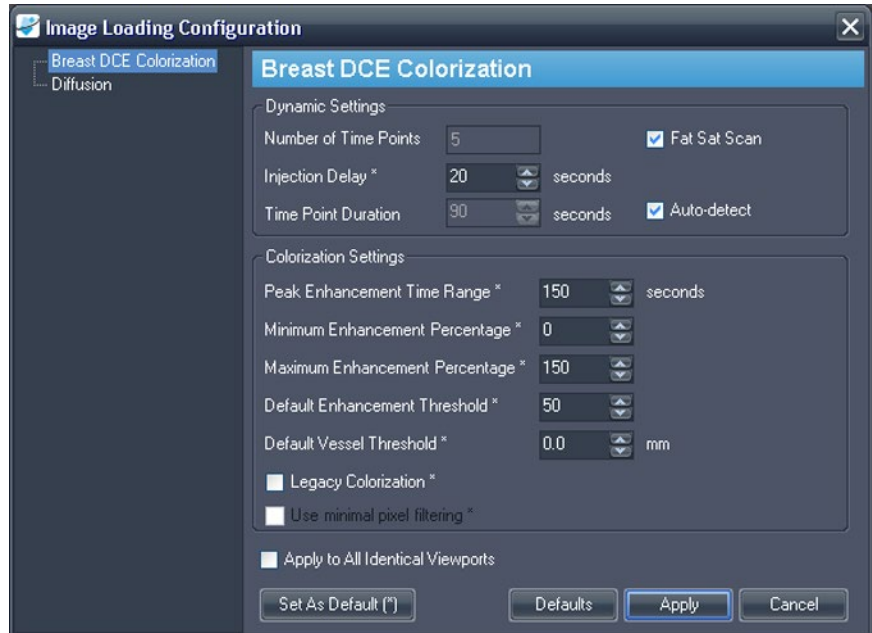 Image Loading Configuration
Breast DCE Colorization
Diffusion
Breast DCE Colorization
Dynamic Settings
Number of Time Points 5 Fat Sat Scan
Injection Delay * 20 seconds
Time Point Duration 90 seconds Auto-detect
Colorization Settings
Peak Enhancement Time Range * 150 seconds
Minimum Enhancement Percentage * 0
Maximum Enhancement Percentage * 150
Default Enhancement Threshold * 50
Default Vessel Threshold * 0.0 mm
Legacy Colorization *
Use minimal pixel filtering *
Apply to All Identical Viewports
Set As Default (*) Defaults Apply Cancel